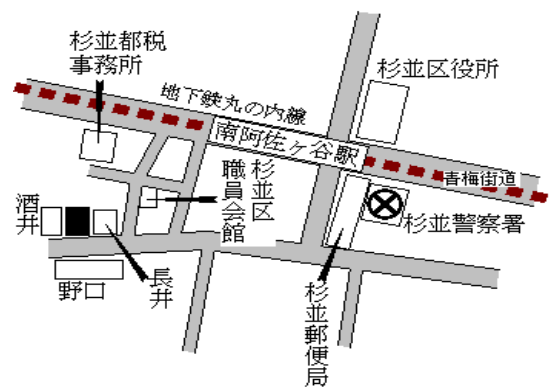 杉並都税
事務所
杉並区役所
地下鉄丸の内線
南阿佐ヶ谷駅
青梅街道
杉並区
職員会館
杉並警察署
酒井
長井
野口
杉並郵便局